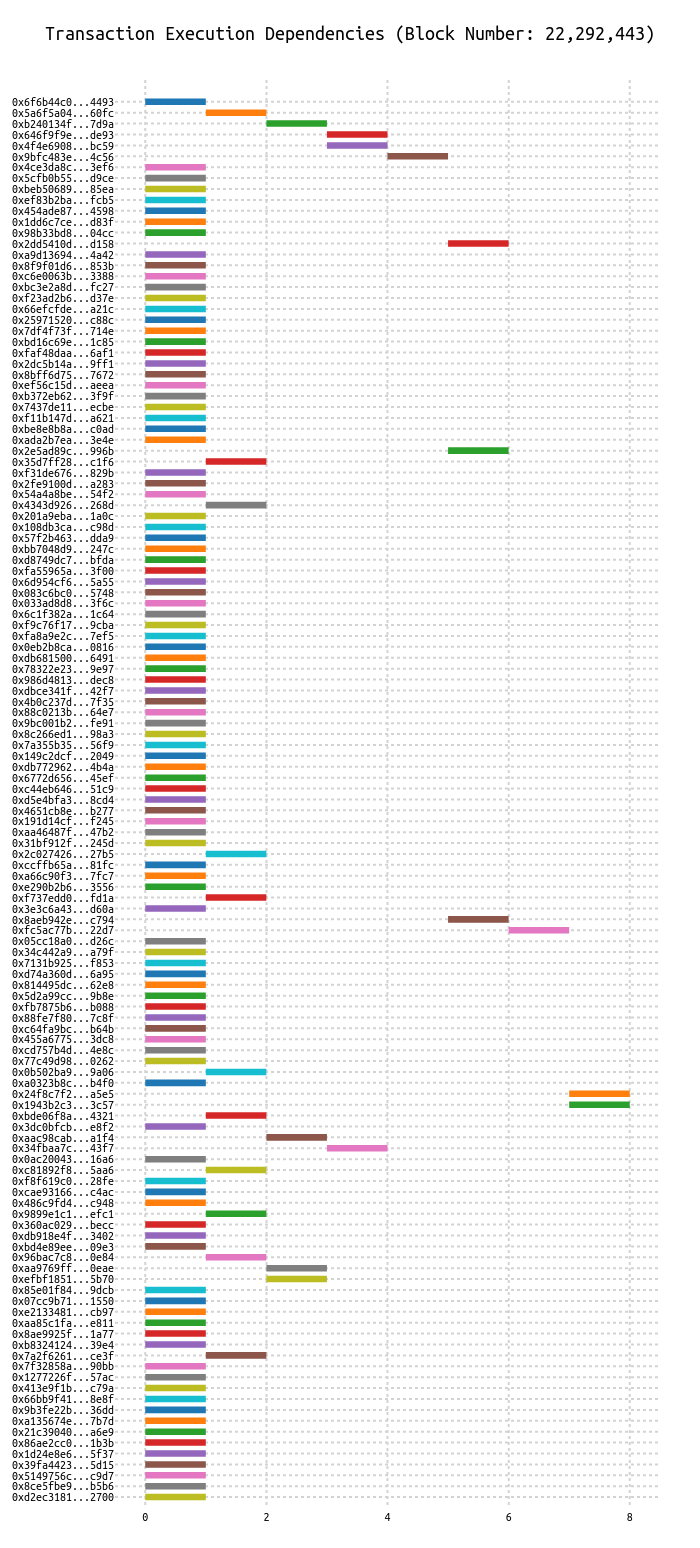 Transaction Execution Dependencies (Block Number: 22,292,443)
0x6f6b44c0...4493
0x5a6f5a04...60fc
0xb240134f...7d9a
0x646f9f9e...de93
0x4f4e6908...bc59
0x9bfc483e...4c56
0x4ce3da8c...3ef6
0x5cfb0b55...d9ce
0xbeb50689...85ea
0xef83b2ba...fcb5
0x454ade87...4598
0x1dd6c7ce...d83f
0x98b33bd8...04cc
0x2dd5410d...d158
0xa9d13694...4a42
0x8f9f01d6...853b
0xc6e0063b...3388
0xbc3e2a8d...fc27
0xf23ad2b6...d37e
0x66efcfde...a21c
0x25971520...c88c
0x7df4f73f...714e
0xbd16c69e...1c85
0xfaf48daa...6af1
0x2dc5b14a...9ff1
0x8bff6d75...7672
0xef56c15d...aeea
0xb372eb62...3f9f
0x7437de11...ecbe
0xf11b147d...a621
0xbe8e8b8a...c0ad
0xada2b7ea...3e4e
0x2e5ad89c...996b
0x35d7ff28...c1f6
0xf31de676...829b
0x2fe9100d...a283
0x54a4a8be...54f2
0x4343d926...268d
0x201a9eba...1a0c
0x108db3ca...c98d
0x57f2b463...dda9
0xbb7048d9...247c
0xd8749dc7...bfda
0xfa55965a...3f00
0x6d954cf6...5a55
0x083c6bc0...5748
0x033ad8d8...3f6c
0x6c1f382a...1c64
0xf9c76f17...9cba
0xfa8a9e2c...7ef5
0x0eb2b8ca...0816
0xdb681500...6491
0x78322e23...9e97
0x986d4813...dec8
0xdbce341f...42f7
0x4b0c237d...7f35
0x88c0213b...64e7
0x9bc001b2...fe91
0x8c266ed1...98a3
0x7a355b35...56f9
0x149c2dcf...2049
0xdb772962...4b4a
0x6772d656...45ef
0xc44eb646...51c9
0xd5e4bfa3...8cd4
0x4651cb8e...b277
0x191d14cf...f245
0xaa46487f...47b2
0x31bf912f...245d
0x2c027426...27b5
0xccffb65a...81fc
0xa66c90f3...7fc7
0xe290b2b6...3556
0xf737edd0...fd1a
0x3e3c6a43...d60a
0x8aeb942e...c794
0xfc5ac77b...22d7
0x05cc18a0...d26c
0x34c442a9...a79f
0x7131b925...f853
0xd74a360d...6a95
0x814495dc...62e8
0x5d2a99cc...9b8e
0xfb7875b6...b088
0x88fe7f80...7c8f
0xc64fa9bc...b64b
0x455a6775...3dc8
0xcd757b4d...4e8c
0x77c49d98...0262
0x0b502ba9...9a06
0xa0323b8c...b4f0
0x24f8c7f2...a5e5
0x1943b2c3...3c57
0xbde06f8a...4321
0x3dc0bfcb...e8f2
0xaac98cab...a1f4
0x34fbaa7c...43f7
0x0ac20043...16a6
0xc81892f8...5aa6
0xf8f619c0...28fe
0xcae93166...c4ac
0x486c9fd4...c948
0x9899e1c1...efc1
0x360ac029...becc
0xdb918e4f...3402
0xbd4e89ee...09e3
0x96bac7c8...0e84
0xaa9769ff...0eae
0xefbf1851...5b70
0x85e01f84...9dcb
0x07cc9b71...1550
0xe2133481...cb97
0xaa85c1fa...e811
0x8ae9925f...1a77
0xb8324124...39e4
0x7a2f6261...ce3f
0x7f32858a...90bb
0x1277226f...57ac
0x413e9f1b...c79a
0x66bb9f41...8e8f
0x9b3fe22b...36dd
0xa135674e...7b7d
0x21c39040...a6e9
0x86ae2cc0...1b3b
0x1d24e8e6...5f37
0x39fa4423...5d15
0x5149756c...c9d7
0x8ce5fbe9...b5b6
0xd2ec3181...2700
0 2 4 6 8